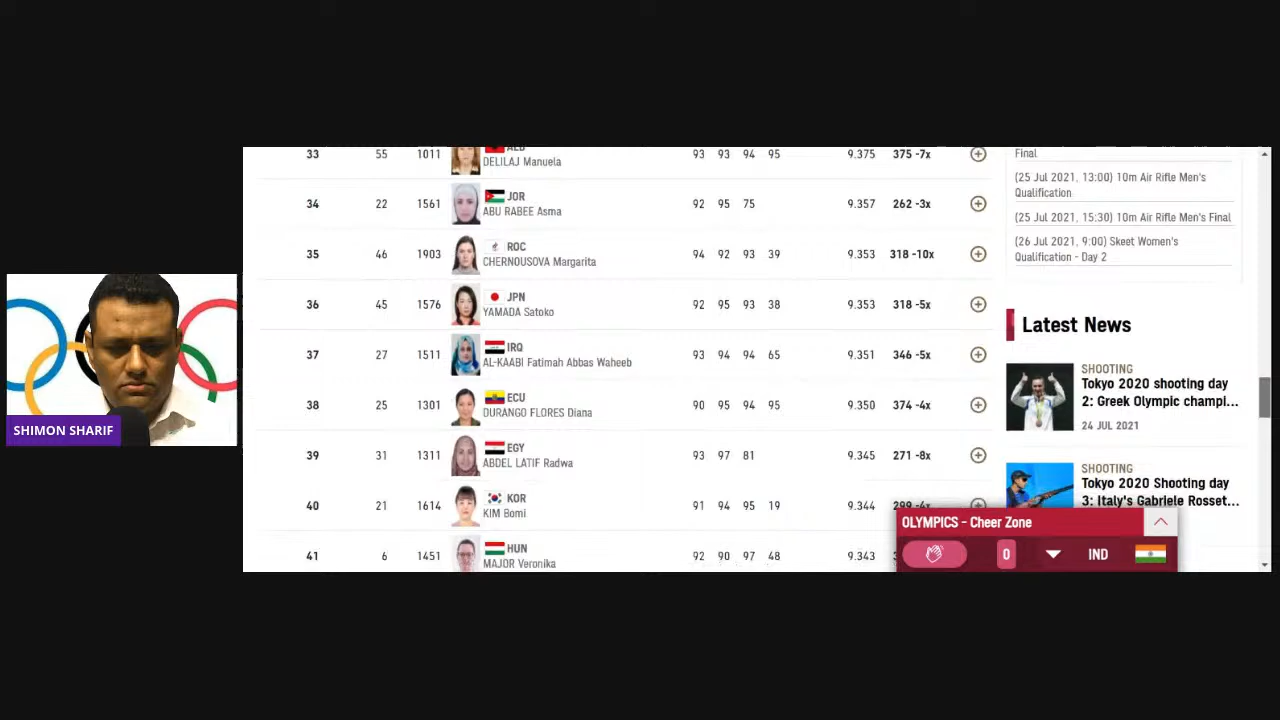 SHIMON SHARIF
33 55 1011 ALB 93 93 94 95 9.375 375 -7x
DELILAJ Manuela
34 22 1561 JOR 92 95 75 9.357 262 -3x
ABU RABEE Asma
35 46 1903 ROC 94 92 93 39 9.353 318 -10x
CHERNOUSOVA Margarita
36 45 1576 JPN 92 95 93 38 9.353 318 -5x
YAMADA Satoko
37 27 1511 IRQ 93 94 94 65 9.351 346 -5x
AL-KAABI Fatimah Abbas Waheeb
38 25 1301 ECU 90 95 94 95 9.350 374 -4x
DURANGO FLORES Diana
39 31 1311 EGY 93 97 81 9.345 271 -8x
ABDEL LATIF Radwa
40 21 1614 KOR 91 94 95 19 9.344 299 -4x
KIM Bomi
41 6 1451 HUN 92 90 97 48 9.343
MAJOR Veronika
Final
(25 Jul 2021, 13:00) 10m Air Rifle Men's
Qualification
(25 Jul 2021, 15:30) 10m Air Rifle Men's Final
(26 Jul 2021, 9:00) Skeet Women's
Qualification - Day 2
Latest News
SHOOTING
Tokyo 2020 shooting day
2: Greek Olympic champi...
24 JUL 2021
SHOOTING
Tokyo 2020 Shooting day
3: Italy's Gabriele Rosset...
OLYMPICS - Cheer Zone
0 IND